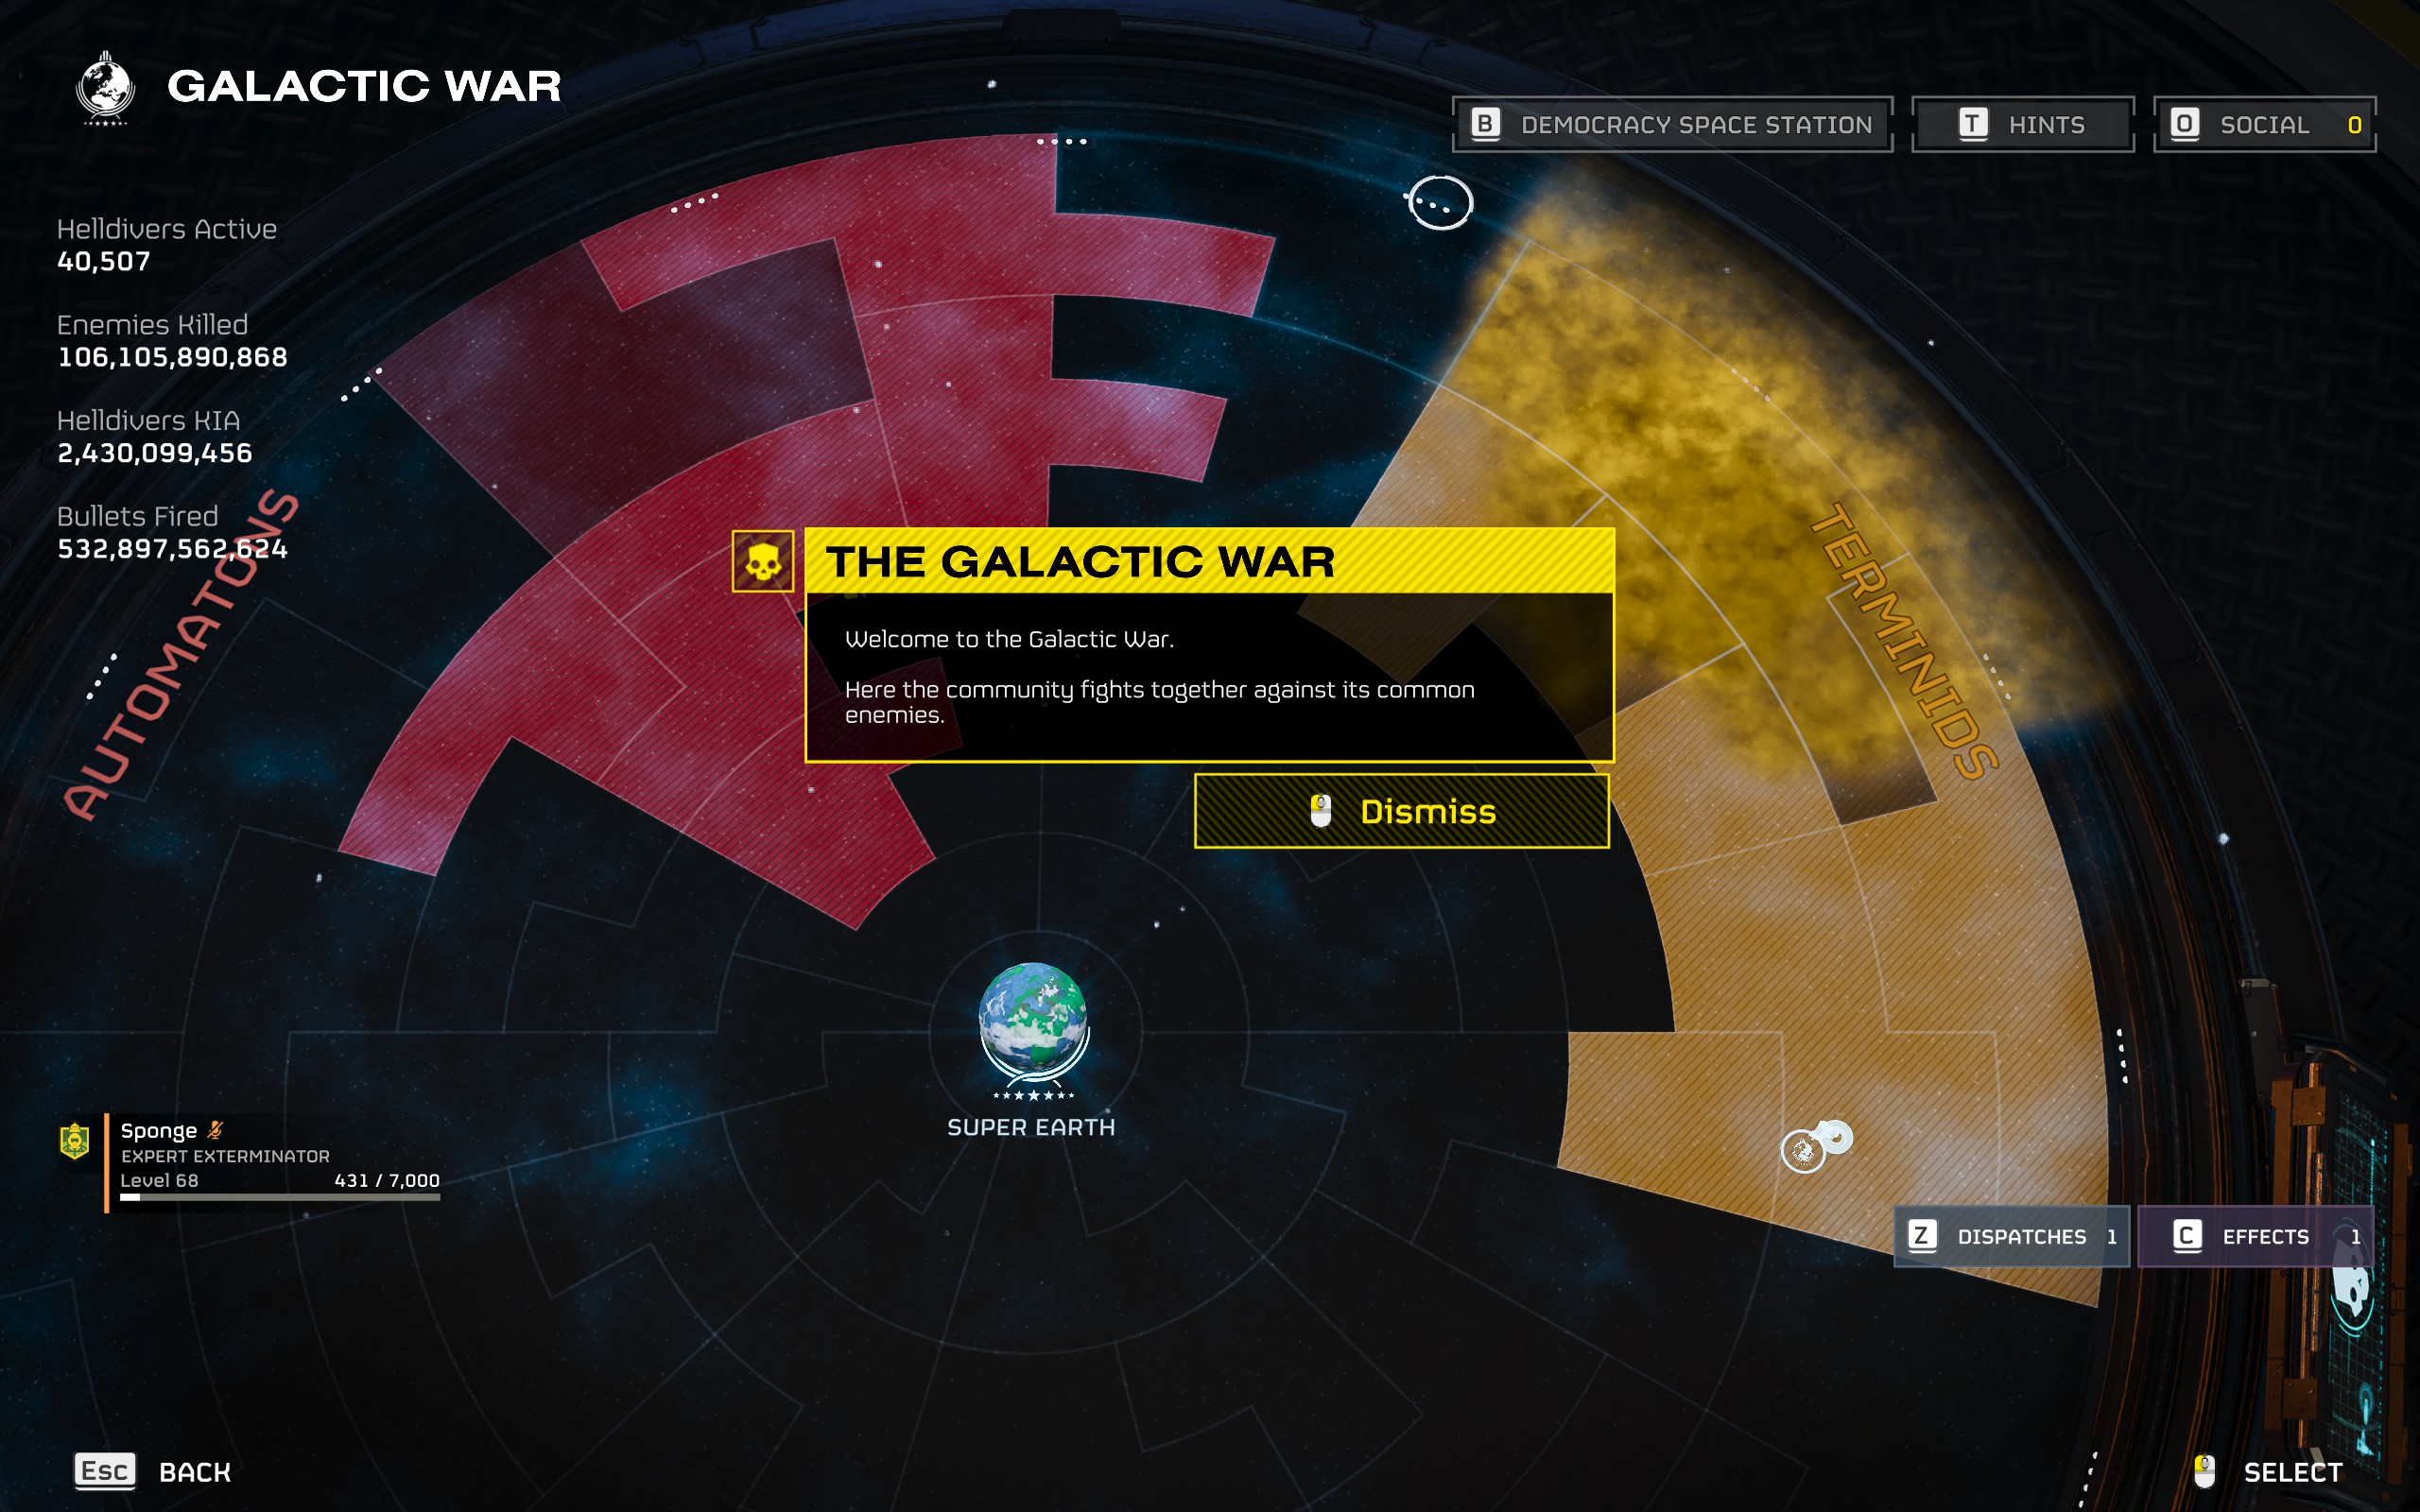 GALACTIC WAR
B DEMOCRACY SPACE STATION
T HINTS
O SOCIAL 0
Helldivers Active
40,507
Enemies Killed
106,105,890,868
Helldivers KIA
2,430,099,456
Bullets Fired
532,897,562,624
AUTOMATONS
TERMINIDS
THE GALACTIC WAR
Welcome to the Galactic War.
Here the community fights together against its common
enemies.
Dismiss
SUPER EARTH
Sponge
EXPERT EXTERMINATOR
Level 68 431 / 7,000
Z DISPATCHES 1
C EFFECTS 1
Esc BACK
SELECT